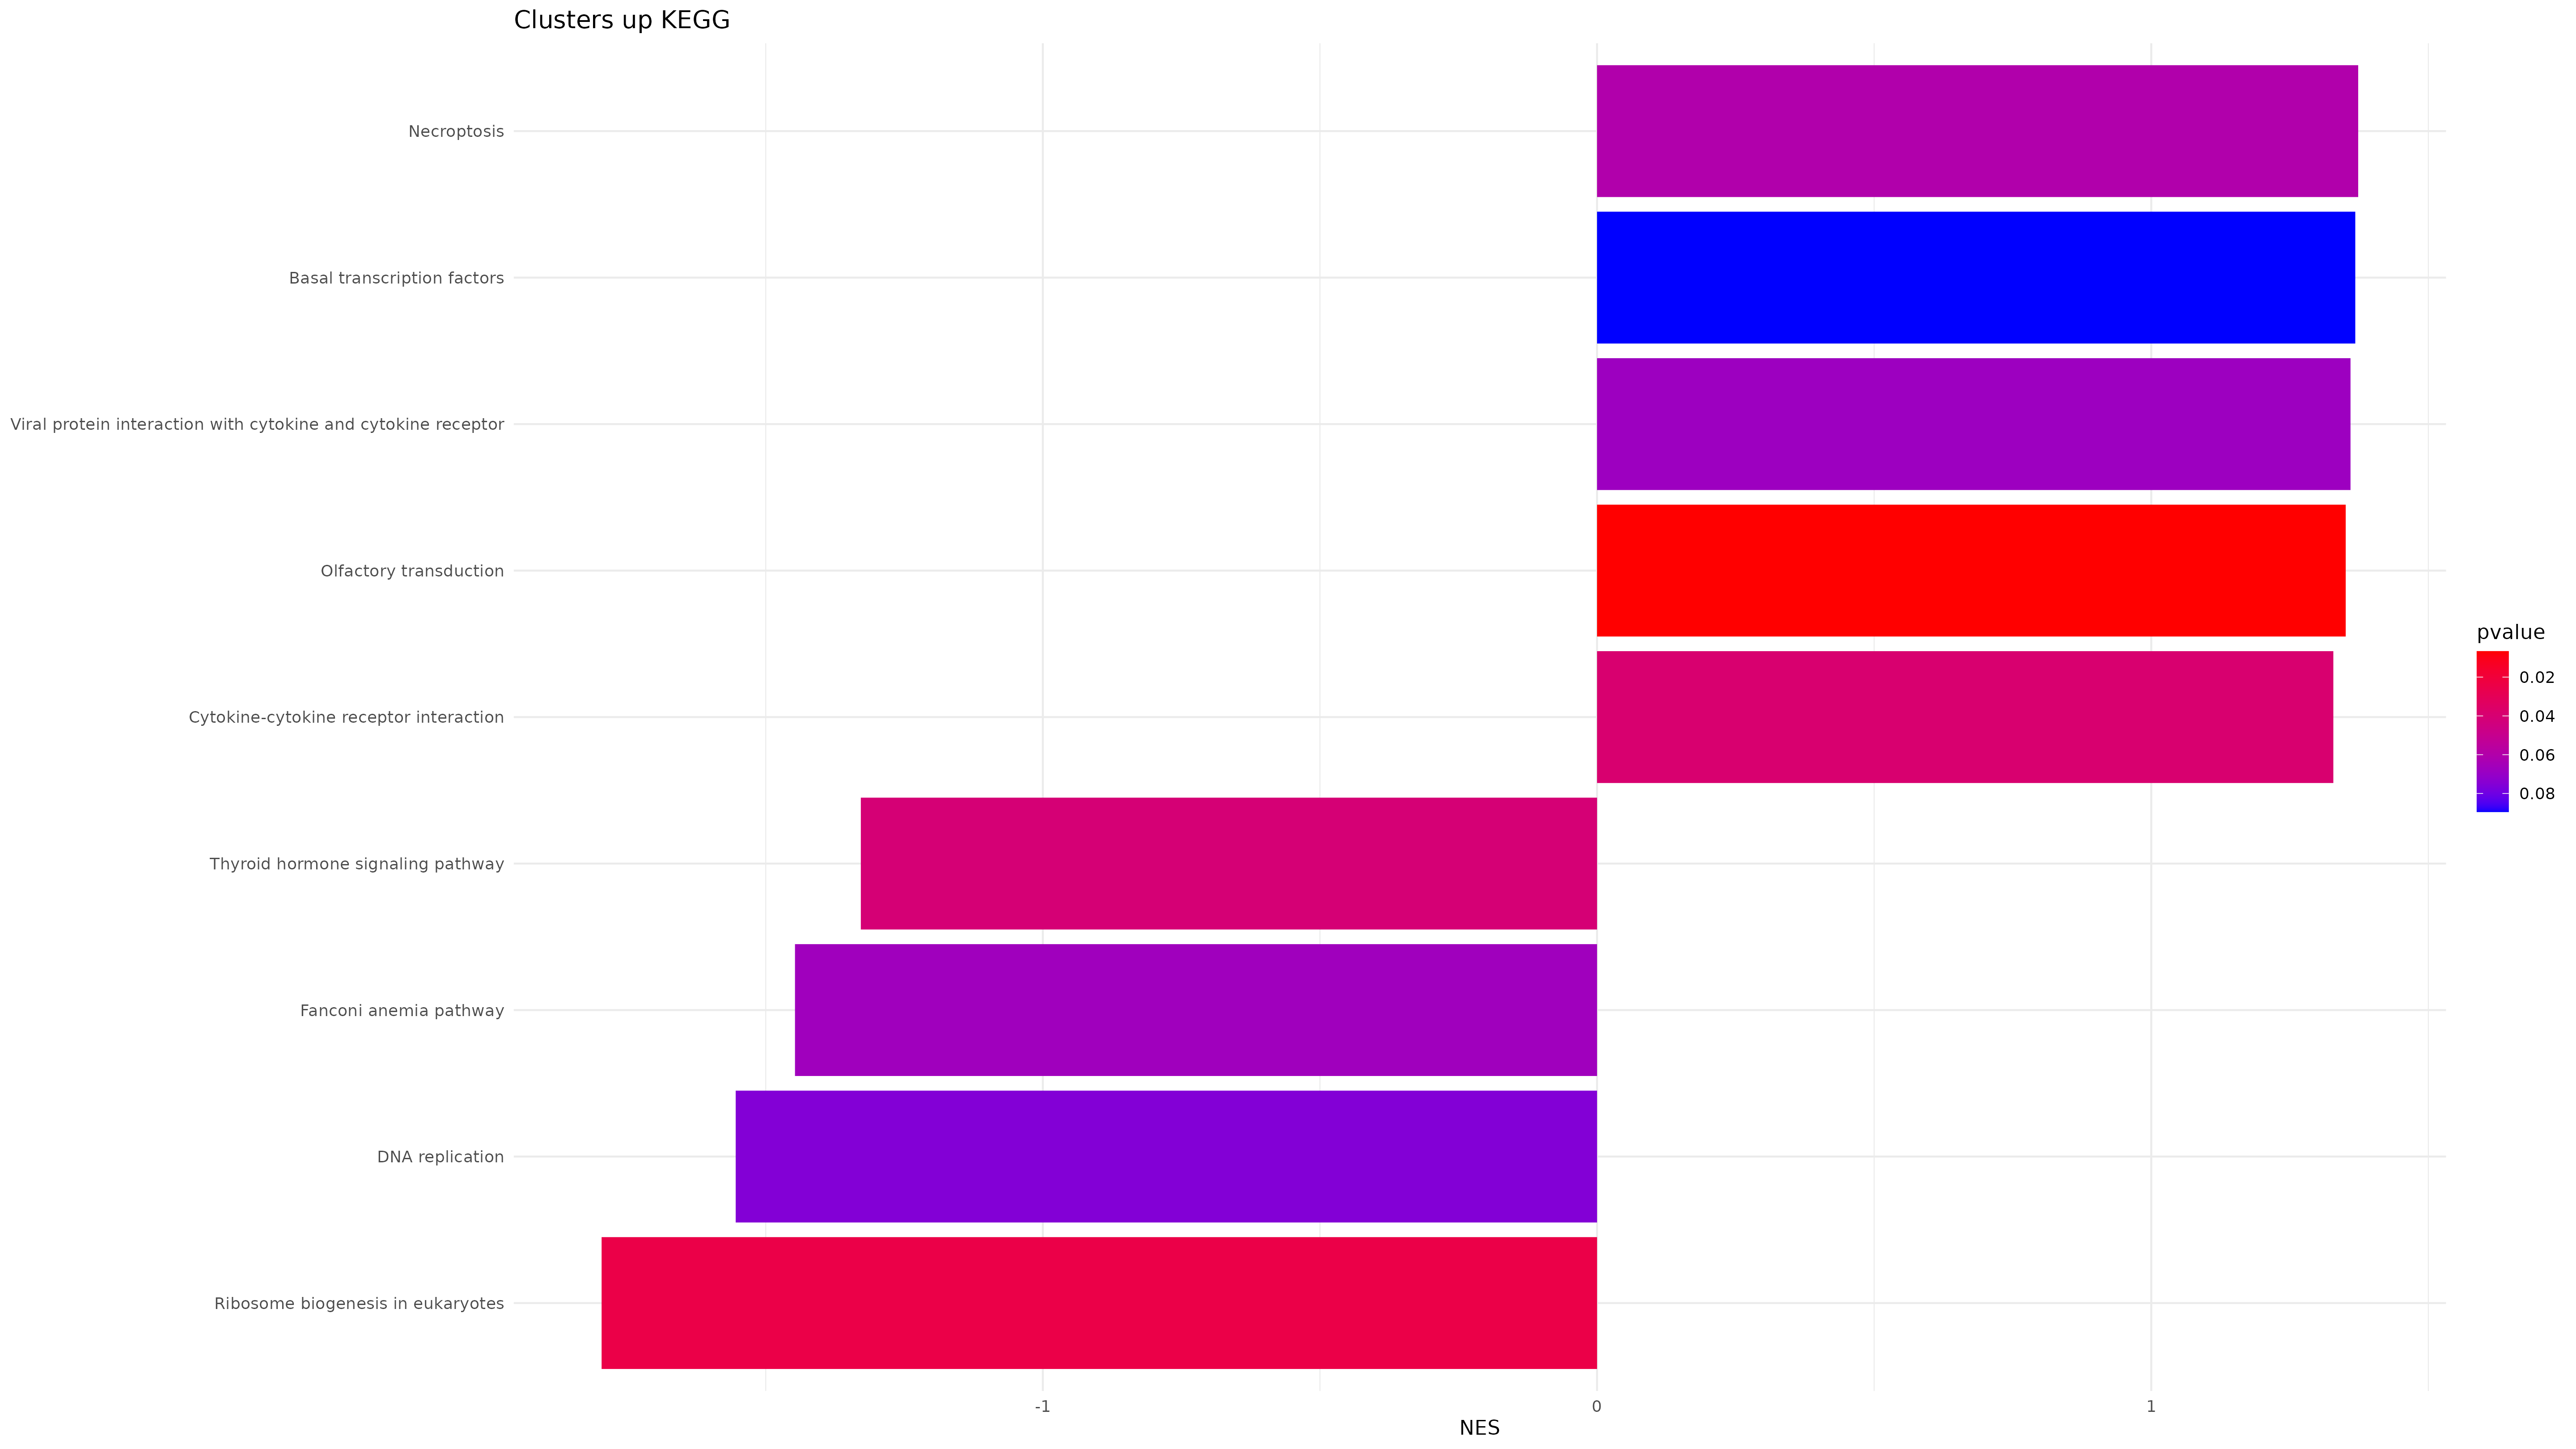 Clusters up KEGG
Necroptosis
Basal transcription factors
Viral protein interaction with cytokine and cytokine receptor
Olfactory transduction
Cytokine-cytokine receptor interaction
Thyroid hormone signaling pathway
Fanconi anemia pathway
DNA replication
Ribosome biogenesis in eukaryotes
-1
0
1
NES
pvalue
0.02
0.04
0.06
0.08